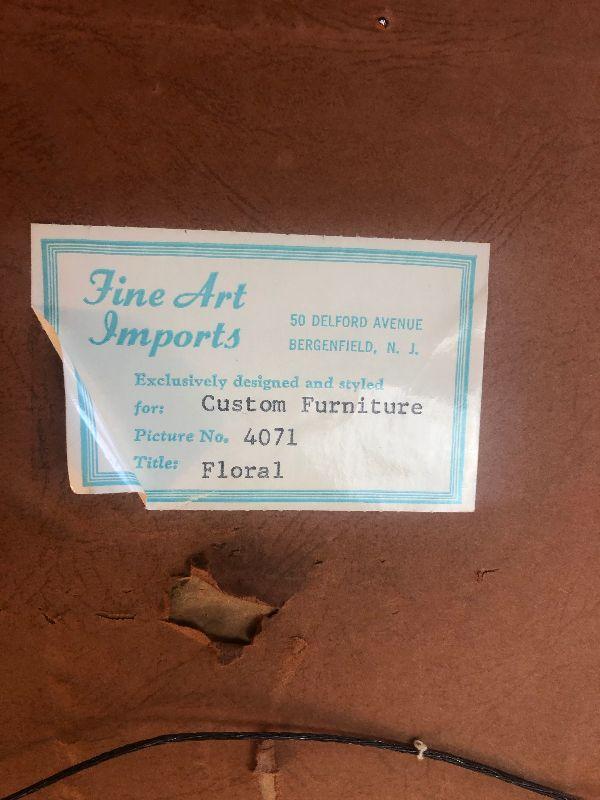 Fine Art
Imports
50 DELFORD AVENUE
BERGENFIELD, N. J.
Exclusively designed and styled
for: Custom Furniture
Picture No. 4071
Title: Floral